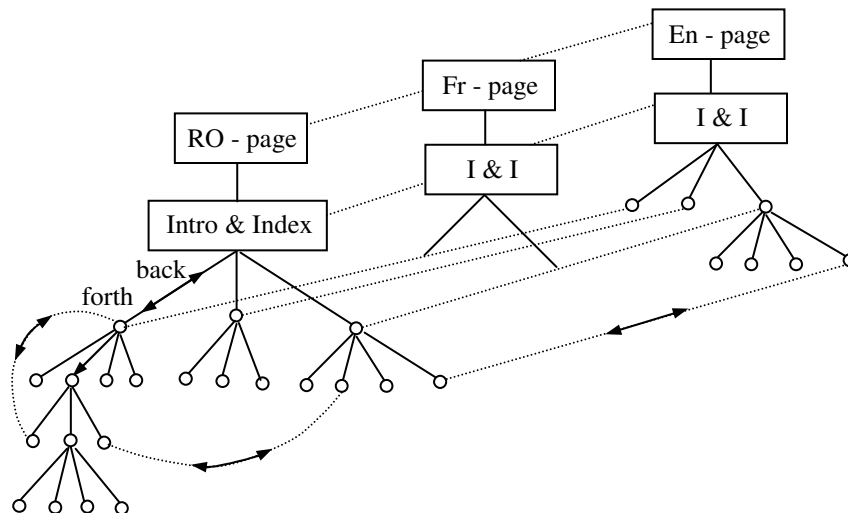 En - page
Fr - page
I & I
RO - page
I & I
Intro & Index
back
forth